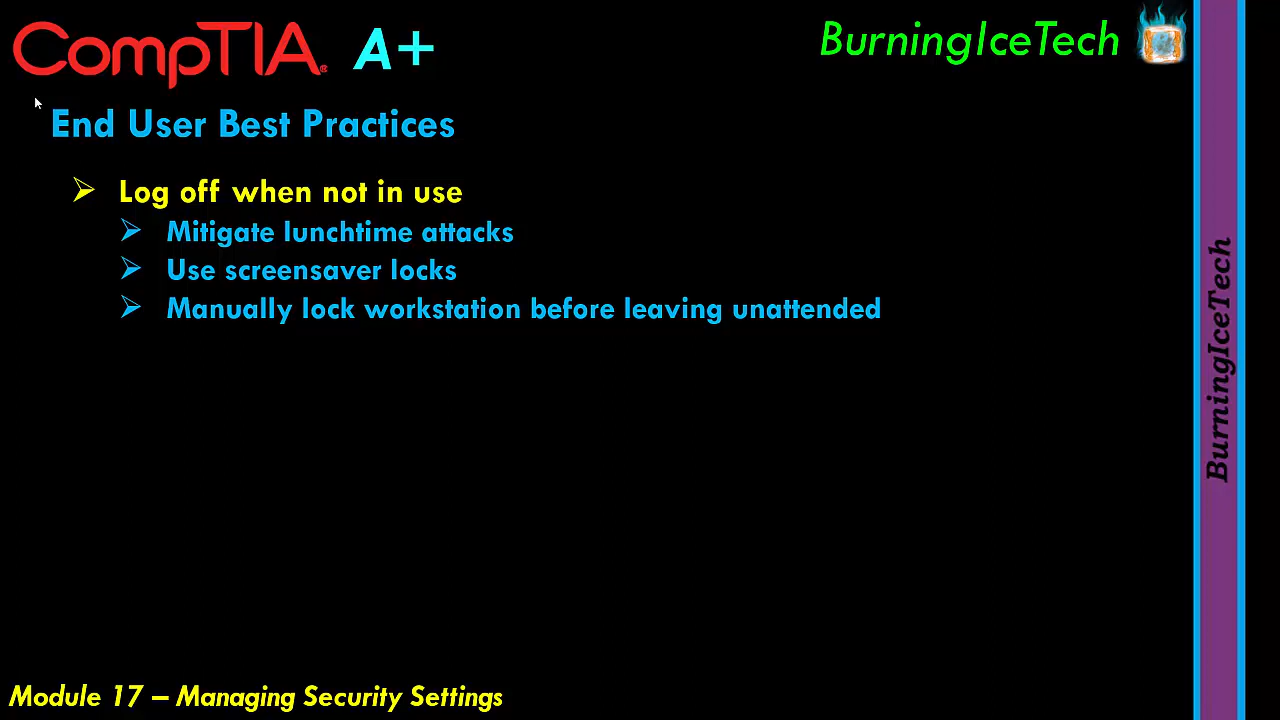 CompTIA. A+
BurningIceTech
End User Best Practices
Log off when not in use
Mitigate lunchtime attacks
Use screensaver locks
Manually lock workstation before leaving unattended
BurningIceTech
Module 17 – Managing Security Settings